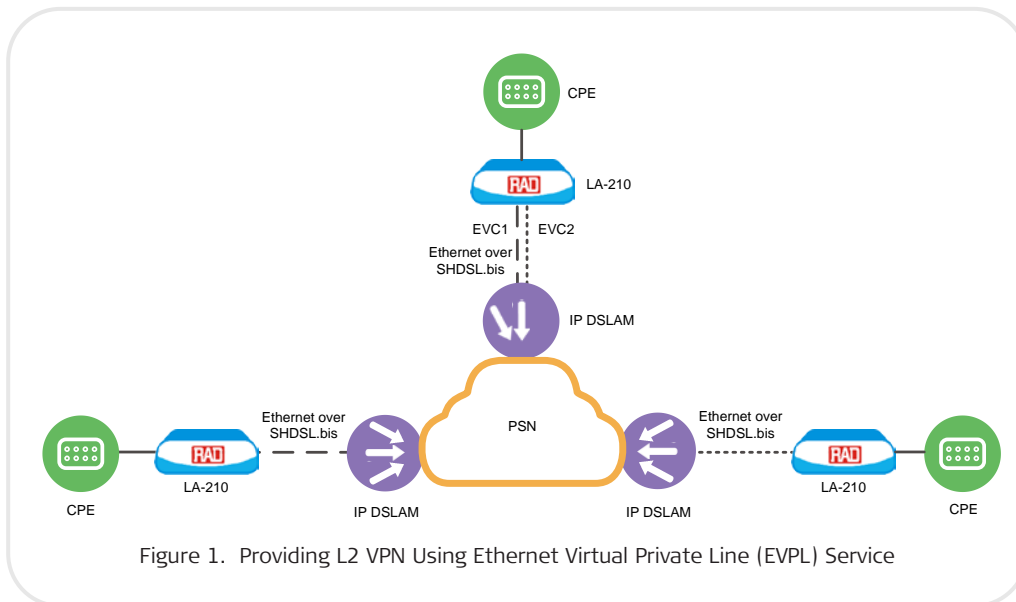 CPE
RAD
LA-210
EVC1
EVC2
Ethernet over
SHDSL.bis
IP DSLAM
PSN
Ethernet over
SHDSL.bis
RAD
LA-210
CPE
IP DSLAM
Ethernet over
SHDSL.bis
RAD
LA-210
CPE
IP DSLAM
Figure 1. Providing L2 VPN Using Ethernet Virtual Private Line (EVPL) Service